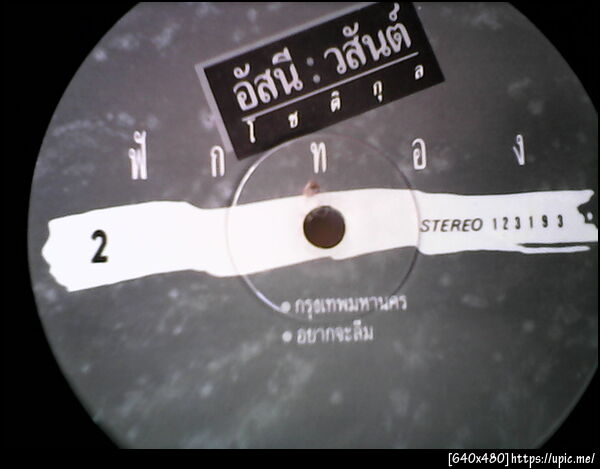 อัสนี : วสันต์
โชติกุล
ฟักทอง
2
STEREO 123193
• กรุงเทพมหานคร
• อยากจะลืม
[640x480]https://upic.me/